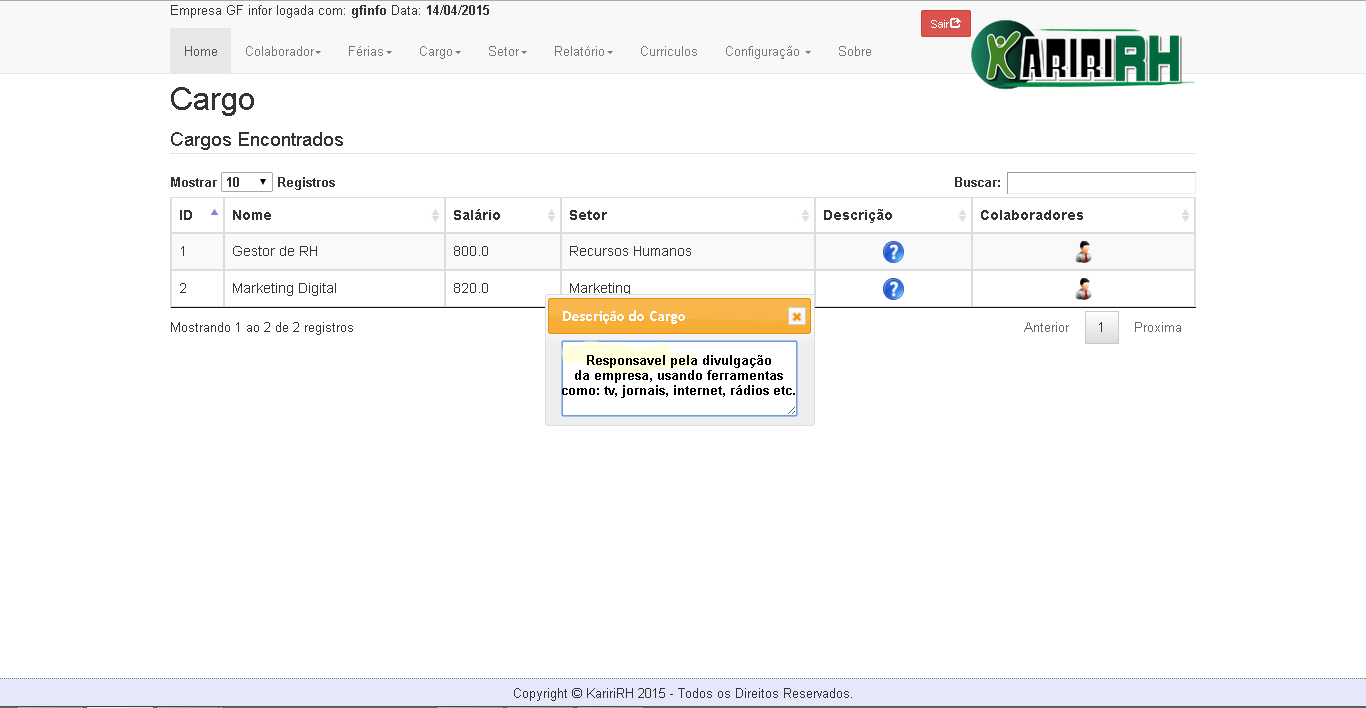 Empresa GF infor logada com: gfinfo Data: 14/04/2015
Sair
Home Colaborador Férias Cargo Setor Relatório Curriculos Configuração Sobre
KARIRIRH
Cargo
Cargos Encontrados
Mostrar 10 Registros Buscar:
ID Nome Salário Setor Descrição Colaboradores
1 Gestor de RH 800.0 Recursos Humanos ?
2 Marketing Digital 820.0 Marketing ?
Mostrando 1 ao 2 de 2 registros Anterior 1 Proxima
Descrição do Cargo
Responsavel pela divulgação
da empresa, usando ferramentas
como: tv, jornais, internet, rádios etc.
Copyright © KaririRH 2015 - Todos os Direitos Reservados.